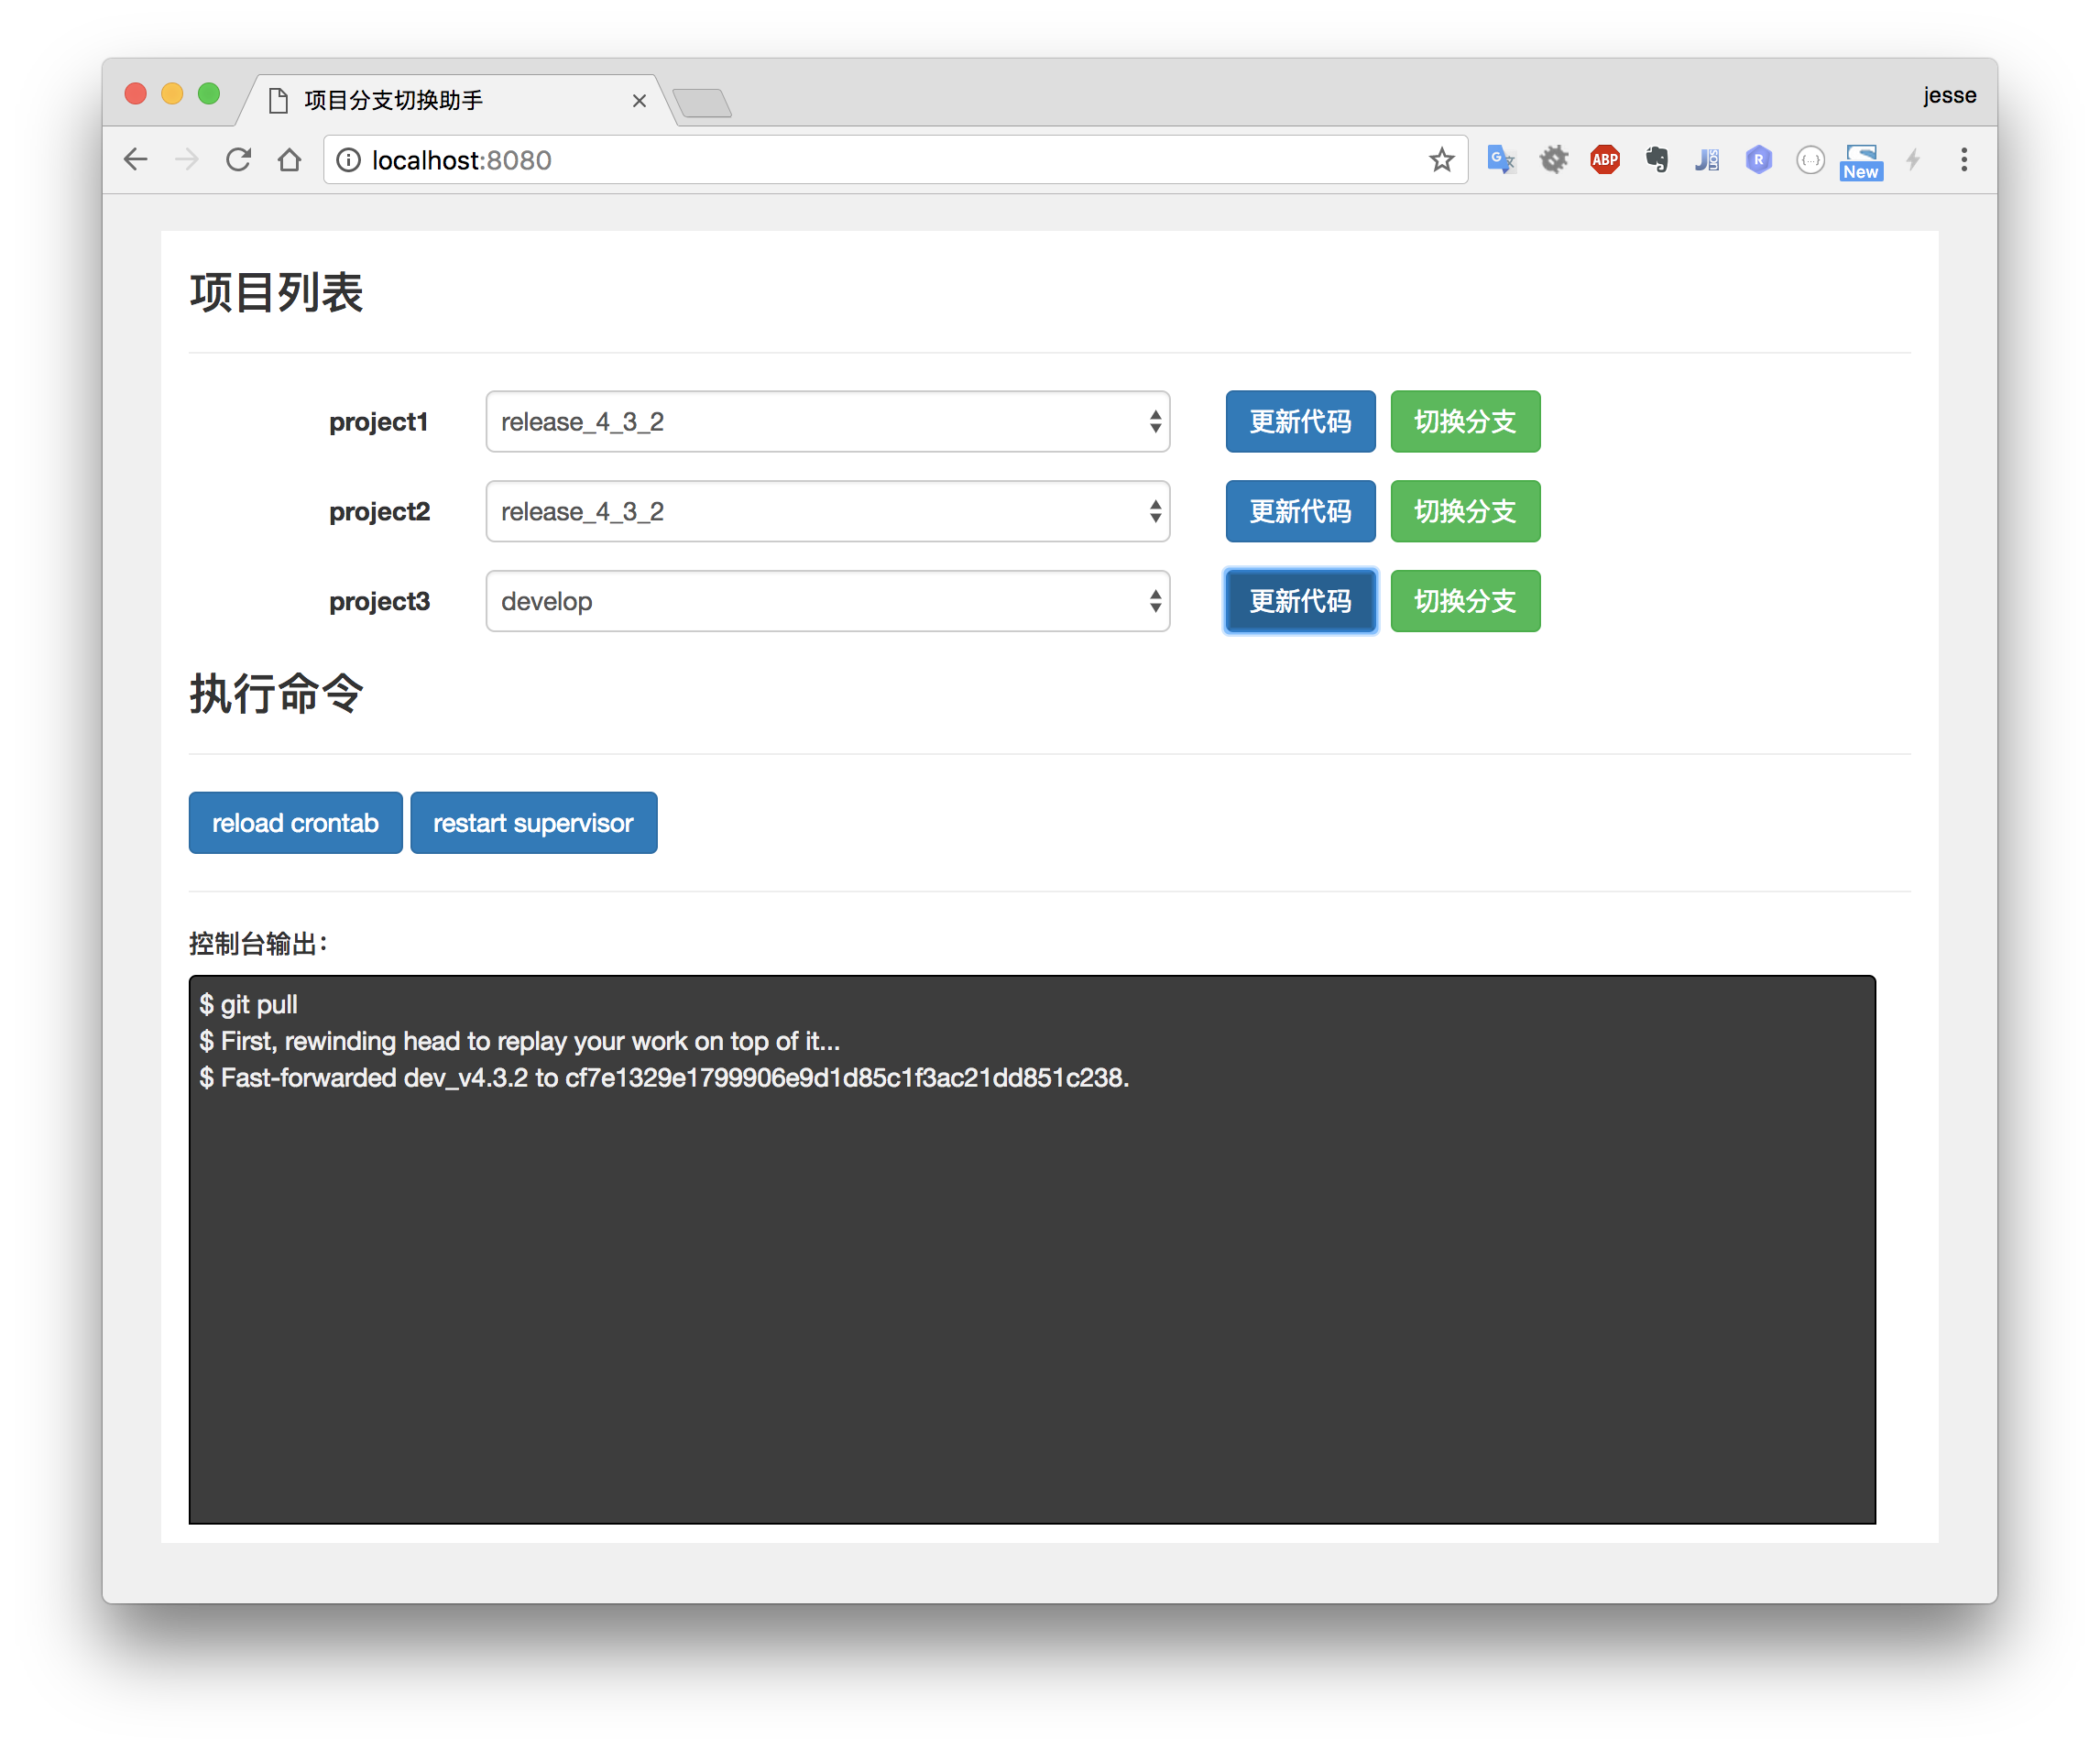 项目分支切换助手
jesse
localhost:8080
ABP
New
项目列表
project1 release_4_3_2 更新代码 切换分支
project2 release_4_3_2 更新代码 切换分支
project3 develop 更新代码 切换分支
执行命令
reload crontab restart supervisor
控制台输出：
$ git pull
$ First, rewinding head to replay your work on top of it...
$ Fast-forwarded dev_v4.3.2 to cf7e1329e1799906e9d1d85c1f3ac21dd851c238.